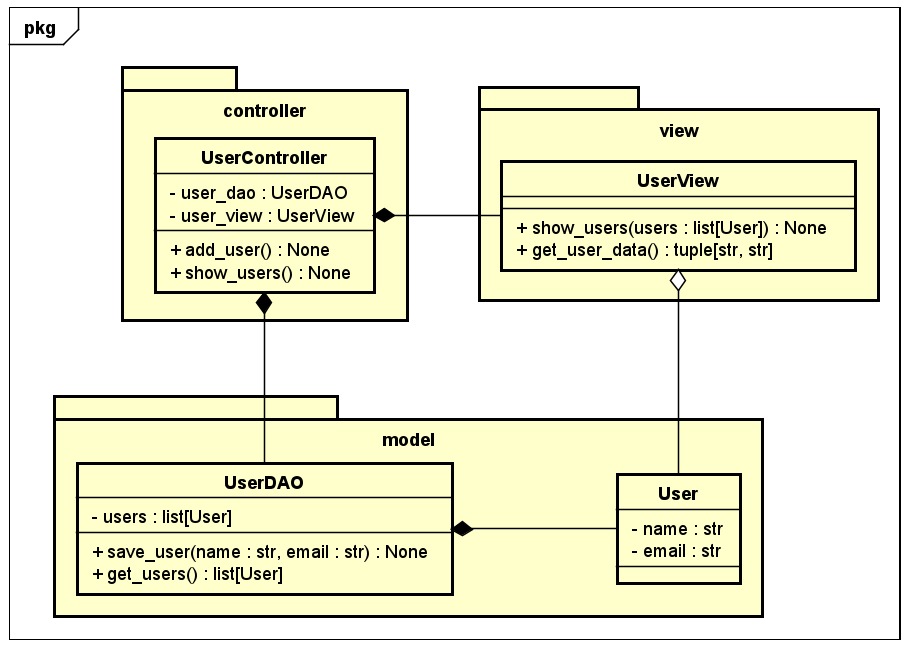 pkg
controller
UserController
- user_dao : UserDAO
- user_view : UserView
+ add_user() : None
+ show_users() : None
view
UserView
+ show_users(users : list[User]) : None
+ get_user_data() : tuple[str, str]
model
UserDAO
- users : list[User]
+ save_user(name : str, email : str) : None
+ get_users() : list[User]
User
- name : str
- email : str